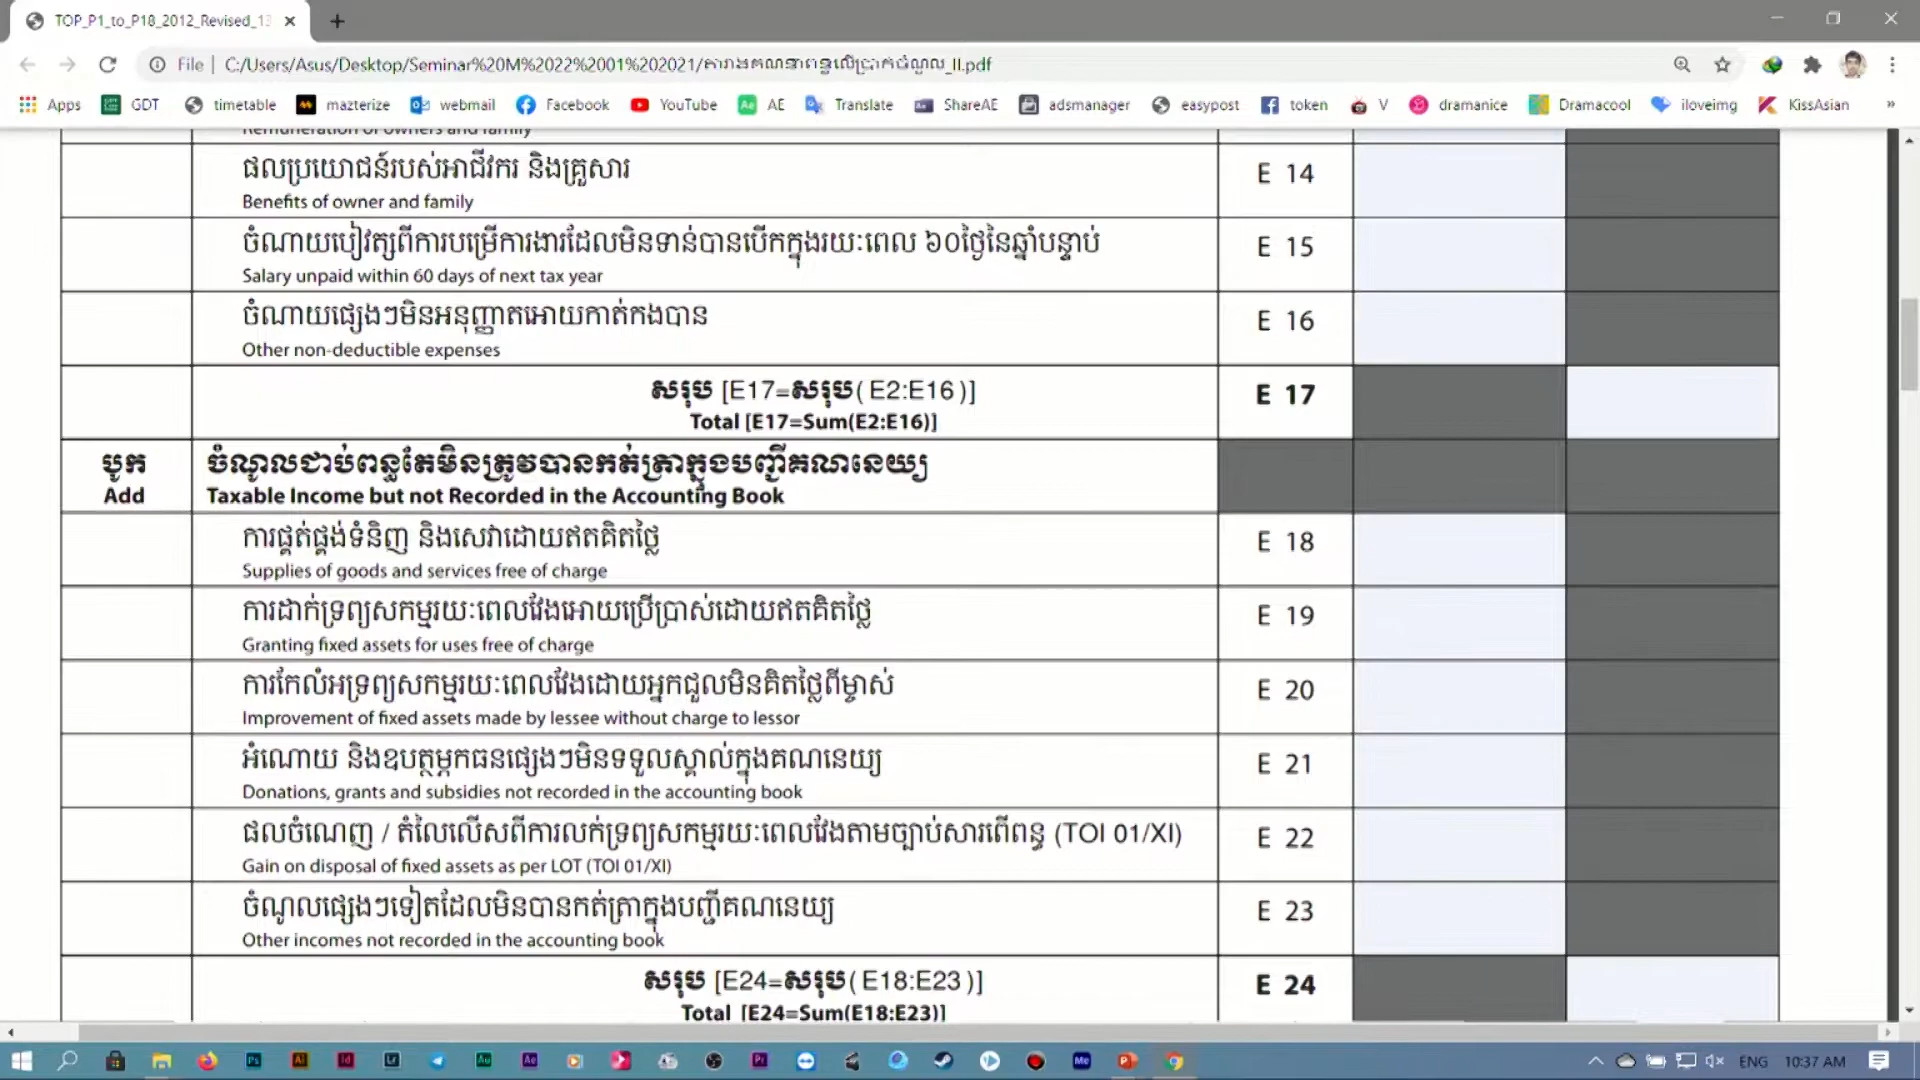 TOP_P1_to_P18_2012_Revised_13
File | C:/Users/Asus/Desktop/Seminar%20M%2022%2001%202021/តារាងគណនាពន្ធលើប្រាក់ចំណូល_II.pdf
Apps GDT timetable mazterize webmail Facebook YouTube AE Translate ShareAE adsmanager easypost token V dramanice Dramacool iloveimg KissAsian »
Remuneration of owners and family
ផលប្រយោជន៍របស់អាជីវករ និងគ្រួសារ E 14
Benefits of owner and family
ចំណាយបៀវត្សពីការបម្រើការងារដែលមិនទាន់បានបើកក្នុងរយៈពេល ៦០ថ្ងៃនៃឆ្នាំបន្ទាប់ E 15
Salary unpaid within 60 days of next tax year
ចំណាយផ្សេងៗមិនអនុញ្ញាតអោយកាត់កងបាន E 16
Other non-deductible expenses
សរុប [E17=សរុប( E2:E16 )] E 17
Total [E17=Sum(E2:E16)]
បូក ចំណូលជាប់ពន្ធតែមិនត្រូវបានកត់ត្រាក្នុងបញ្ជីគណនេយ្យ
Add Taxable Income but not Recorded in the Accounting Book
ការផ្គត់ផ្គង់ទំនិញ និងសេវាដោយឥតគិតថ្លៃ E 18
Supplies of goods and services free of charge
ការដាក់ទ្រព្យសកម្មរយៈពេលវែងអោយប្រើប្រាស់ដោយឥតគិតថ្លៃ E 19
Granting fixed assets for uses free of charge
ការកែលំអទ្រព្យសកម្មរយៈពេលវែងដោយអ្នកជួលមិនគិតថ្លៃពីម្ចាស់ E 20
Improvement of fixed assets made by lessee without charge to lessor
អំណោយ និងឧបត្ថម្ភកធនផ្សេងៗមិនទទួលស្គាល់ក្នុងគណនេយ្យ E 21
Donations, grants and subsidies not recorded in the accounting book
ផលចំណេញ / តំលៃលើសពីការលក់ទ្រព្យសកម្មរយៈពេលវែងតាមច្បាប់សារពើពន្ធ (TOI 01/XI) E 22
Gain on disposal of fixed assets as per LOT (TOI 01/XI)
ចំណូលផ្សេងៗទៀតដែលមិនបានកត់ត្រាក្នុងបញ្ជីគណនេយ្យ E 23
Other incomes not recorded in the accounting book
សរុប [E24=សរុប( E18:E23 )] E 24
Total [E24=Sum(E18:E23)]
ENG 10:37 AM